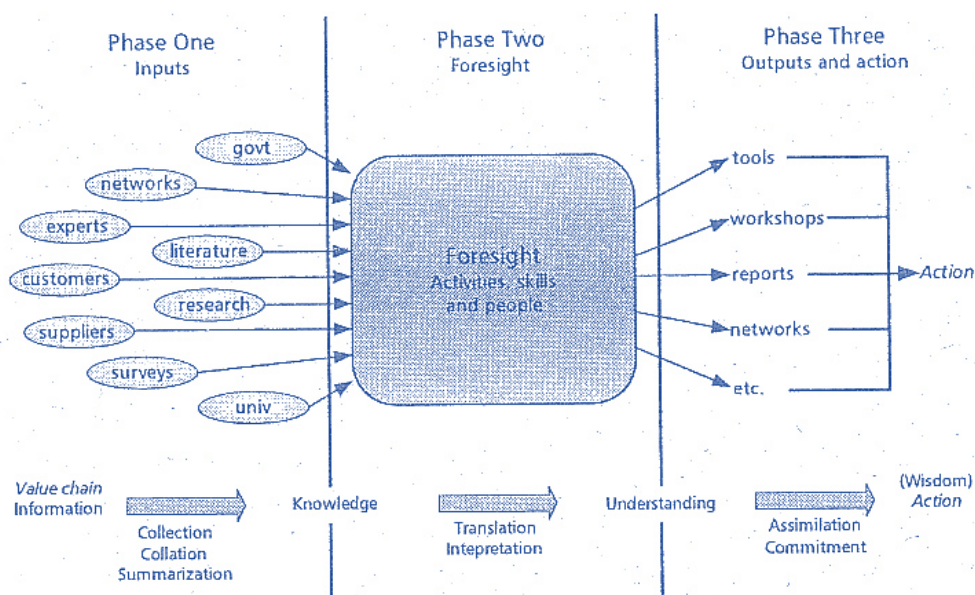 Phase One
Inputs
Phase Two
Foresight
Phase Three
Outputs and action
govt
networks
experts
literature
customers
research
suppliers
surveys
univ
Foresight
Activities, skills
and people
tools
workshops
reports
networks
etc.
Action
Value chain
Information
Collection
Collation
Summarization
Knowledge
Translation
Intepretation
Understanding
Assimilation
Commitment
(Wisdom)
Action